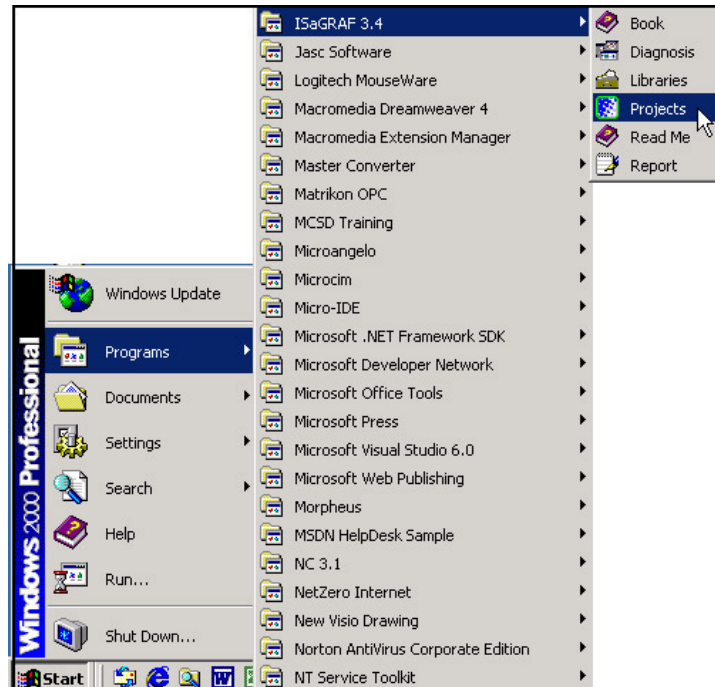 Windows 2000 Professional
Windows Update
Programs
Documents
Settings
Search
Help
Run...
Shut Down...
Start
ISaGRAF 3.4
Jasc Software
Logitech MouseWare
Macromedia Dreamweaver 4
Macromedia Extension Manager
Master Converter
Matrikon OPC
MCSD Training
Microangelo
Microcim
Micro-IDE
Microsoft .NET Framework SDK
Microsoft Developer Network
Microsoft Office Tools
Microsoft Press
Microsoft Visual Studio 6.0
Microsoft Web Publishing
Morpheus
MSDN HelpDesk Sample
NC 3.1
NetZero Internet
New Visio Drawing
Norton AntiVirus Corporate Edition
NT Service Toolkit
Book
Diagnosis
Libraries
Projects
Read Me
Report